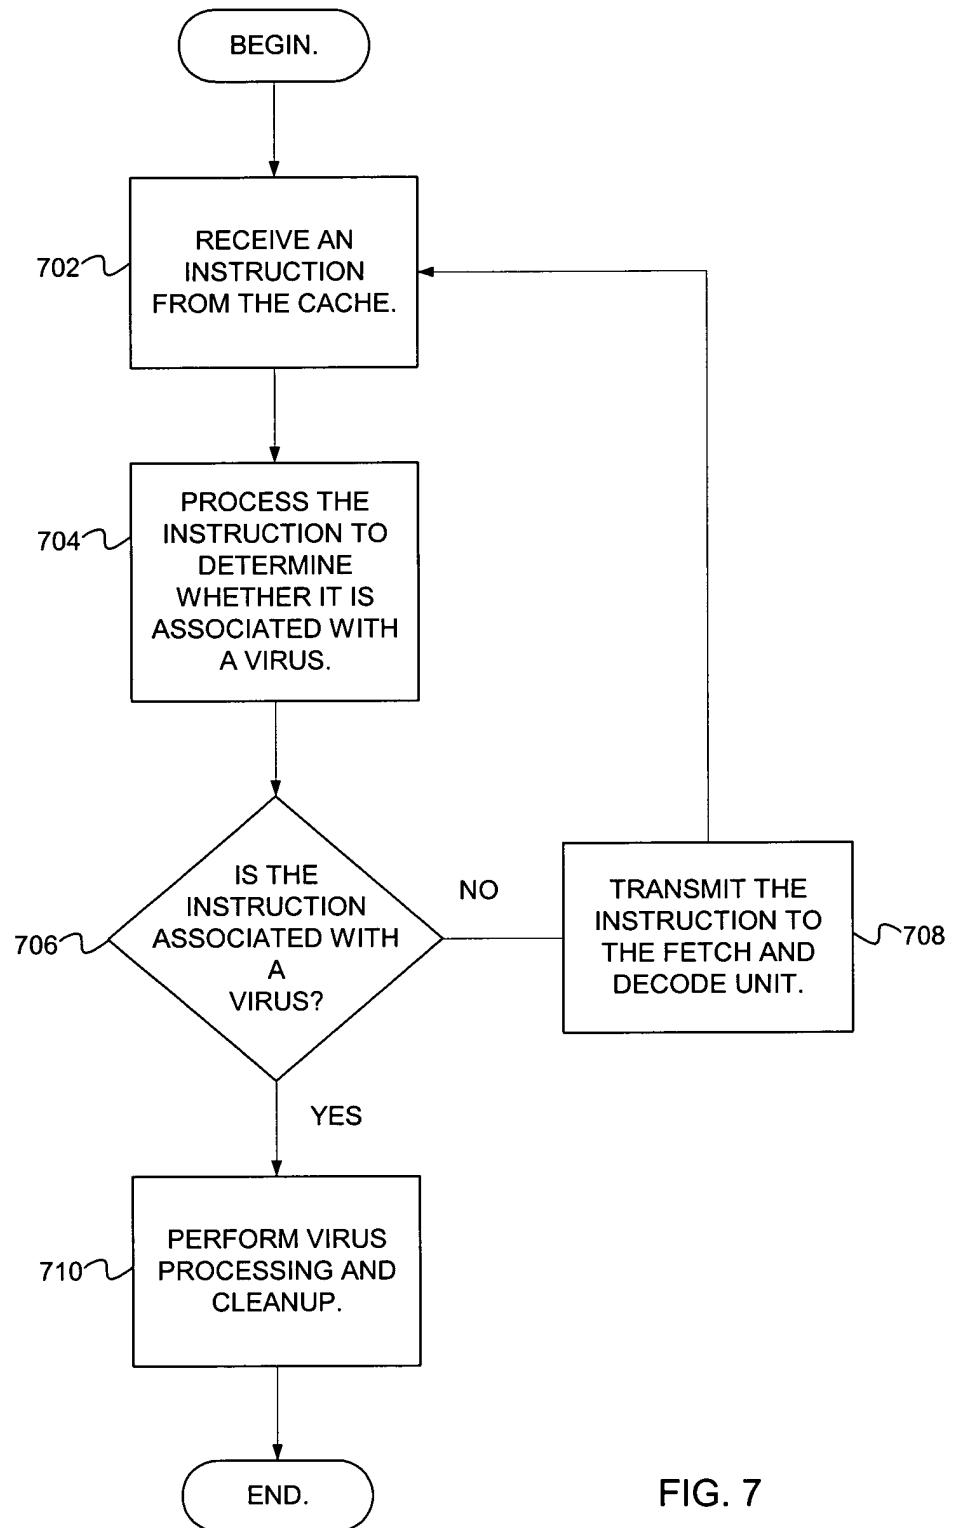 BEGIN.
702
RECEIVE AN
INSTRUCTION
FROM THE CACHE.
704
PROCESS THE
INSTRUCTION TO
DETERMINE
WHETHER IT IS
ASSOCIATED WITH
A VIRUS.
706
IS THE
INSTRUCTION
ASSOCIATED WITH
A
VIRUS?
NO
TRANSMIT THE
INSTRUCTION TO
THE FETCH AND
DECODE UNIT.
708
YES
710
PERFORM VIRUS
PROCESSING AND
CLEANUP.
END.
FIG. 7